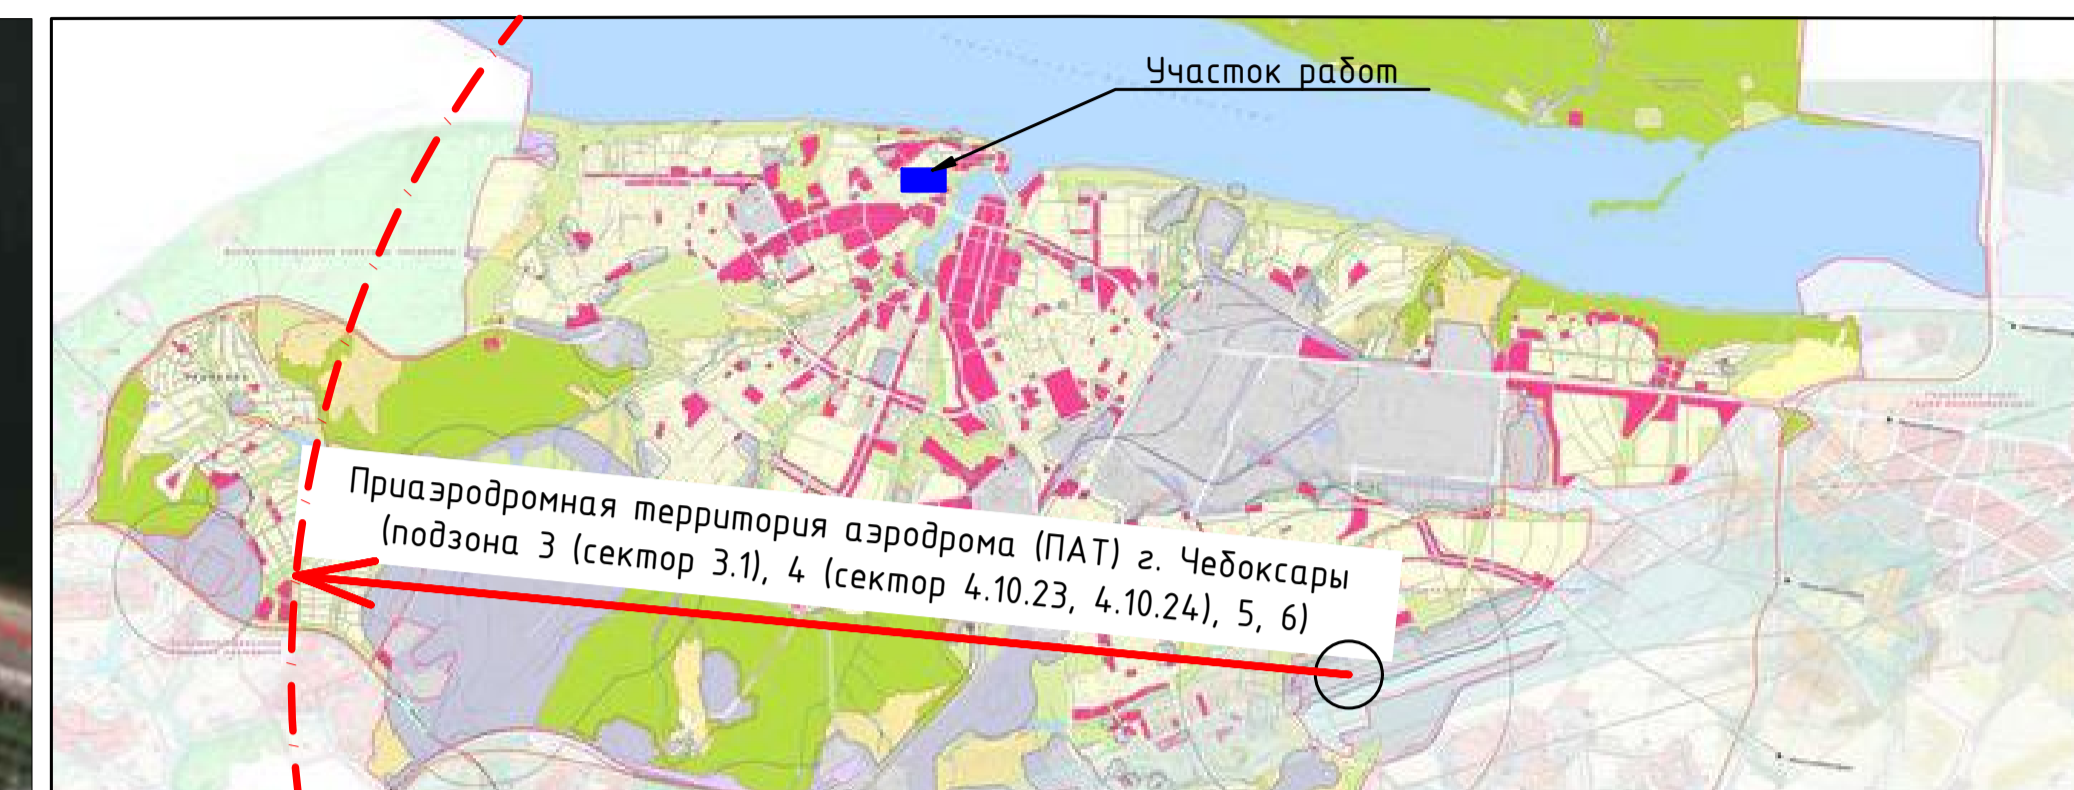 Участок работ
Приаэродромная территория аэродрома (ПАТ) г. Чебоксары
(подзона 3 (сектор 3.1), 4 (сектор 4.10.23, 4.10.24), 5, 6)